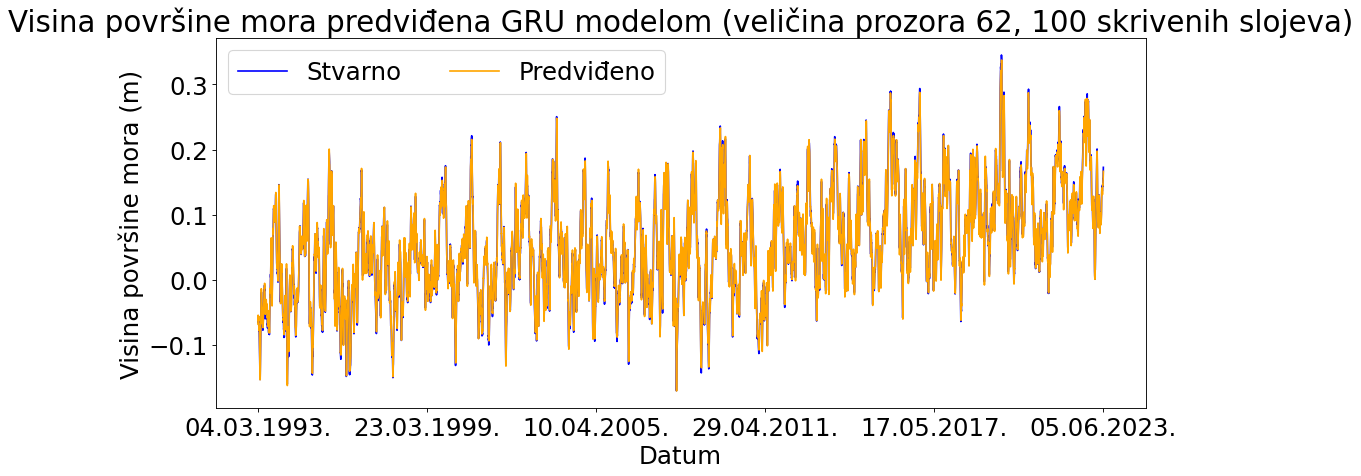 Visina površine mora predviđena GRU modelom (veličina prozora 62, 100 skrivenih slojeva)
Stvarno Predviđeno
Visina površine mora (m)
0.3
0.2
0.1
0.0
−0.1
04.03.1993. 23.03.1999. 10.04.2005. 29.04.2011. 17.05.2017. 05.06.2023.
Datum